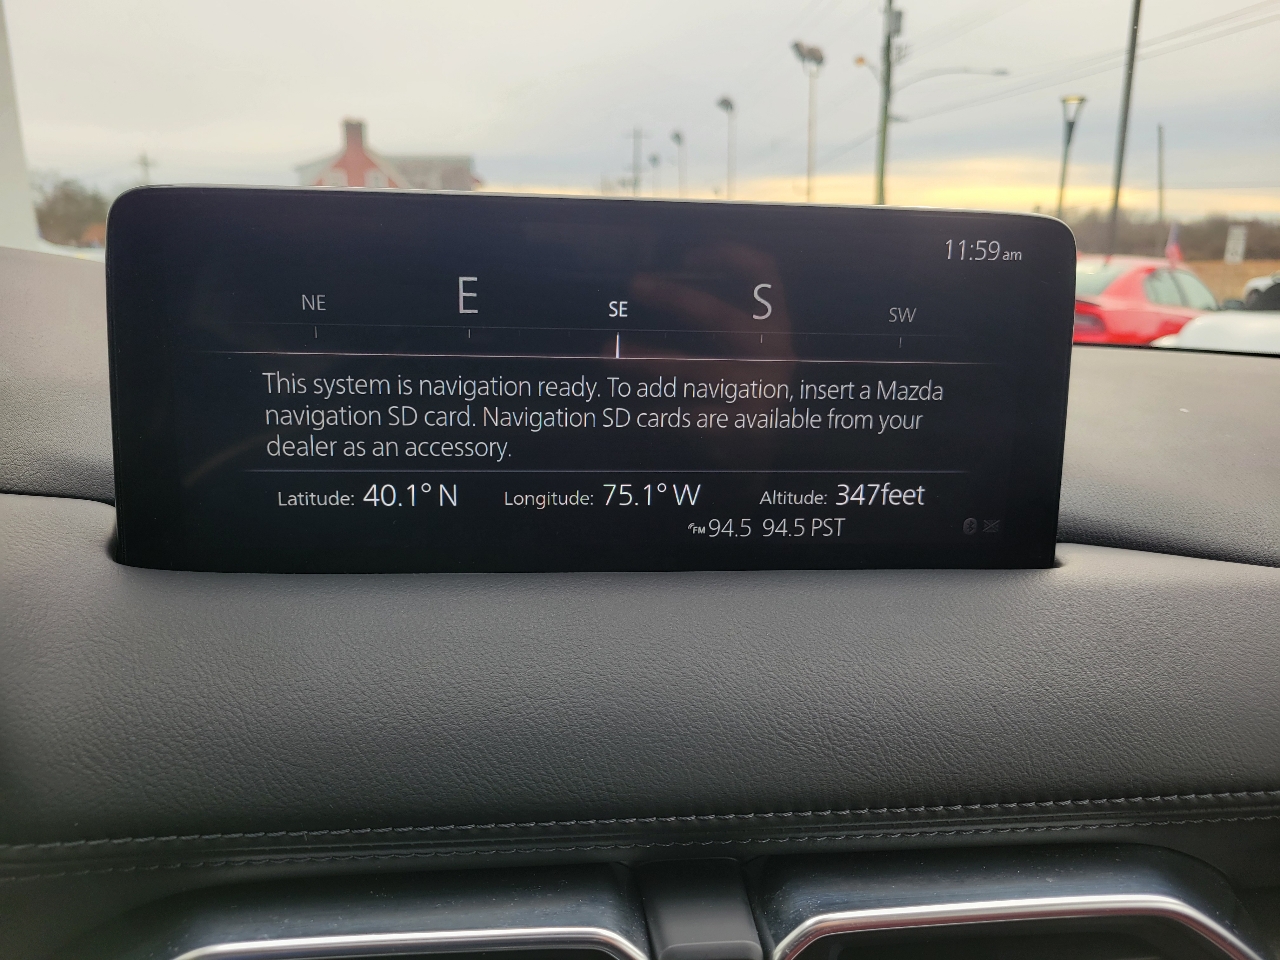 11:59 am
NE E SE S SW
This system is navigation ready. To add navigation, insert a Mazda
navigation SD card. Navigation SD cards are available from your
dealer as an accessory.
Latitude: 40.1° N Longitude: 75.1° W Altitude: 347feet
FM 94.5 94.5 PST